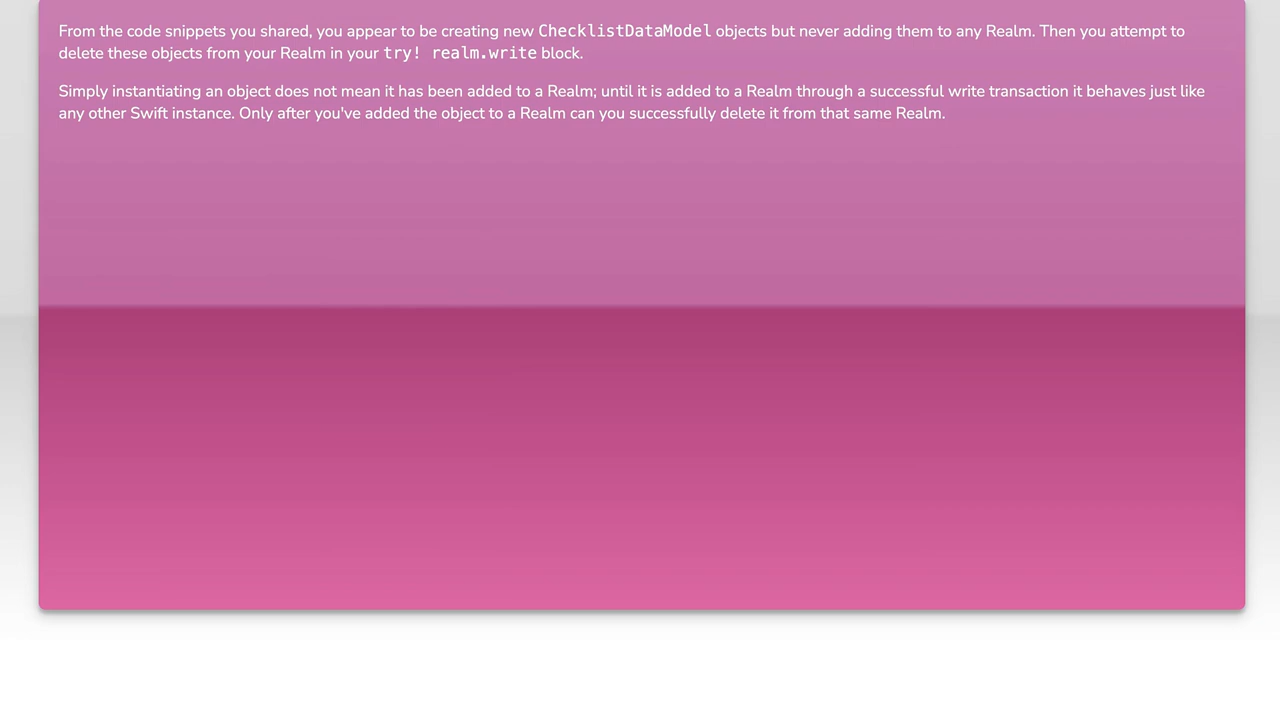 From the code snippets you shared, you appear to be creating new ChecklistDataModel objects but never adding them to any Realm. Then you attempt to
delete these objects from your Realm in your try! realm.write block.
Simply instantiating an object does not mean it has been added to a Realm; until it is added to a Realm through a successful write transaction it behaves just like
any other Swift instance. Only after you've added the object to a Realm can you successfully delete it from that same Realm.